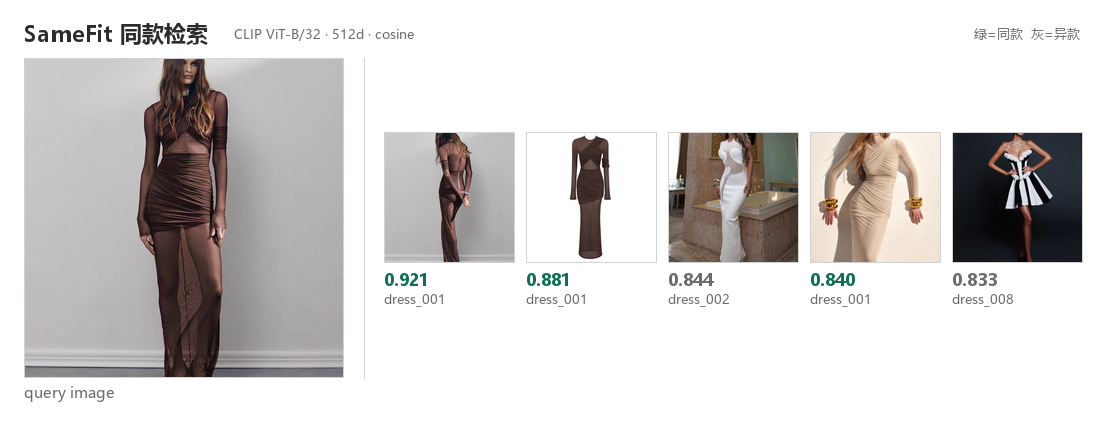 SameFit 同款检索 CLIP ViT-B/32 · 512d · cosine 绿=同款 灰=异款
0.921 0.881 0.844 0.840 0.833
dress_001 dress_001 dress_002 dress_001 dress_008
query image